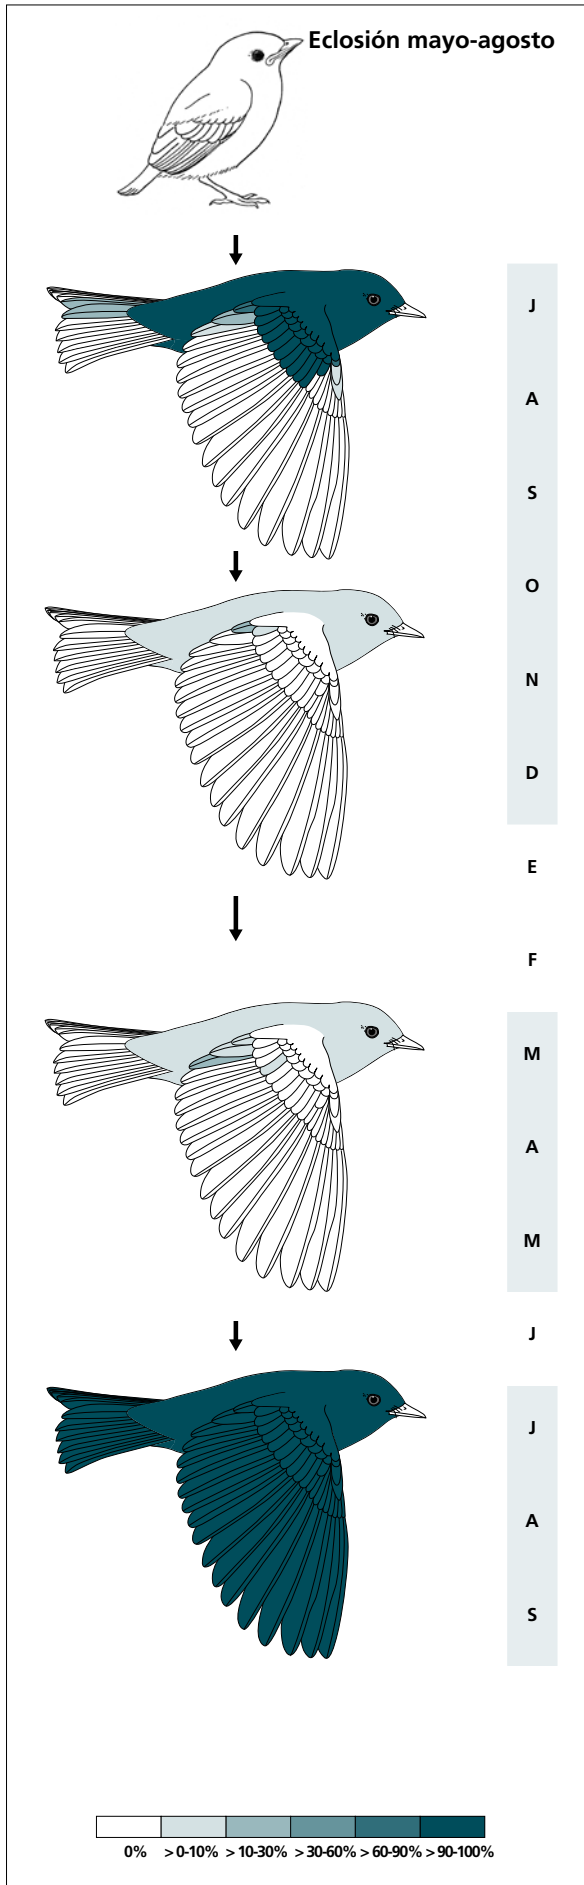 Eclosión mayo-agosto
J
A
S
O
N
D
E
F
M
A
M
J
J
A
S
0% >0-10% >10-30% >30-60% >60-90% >90-100%